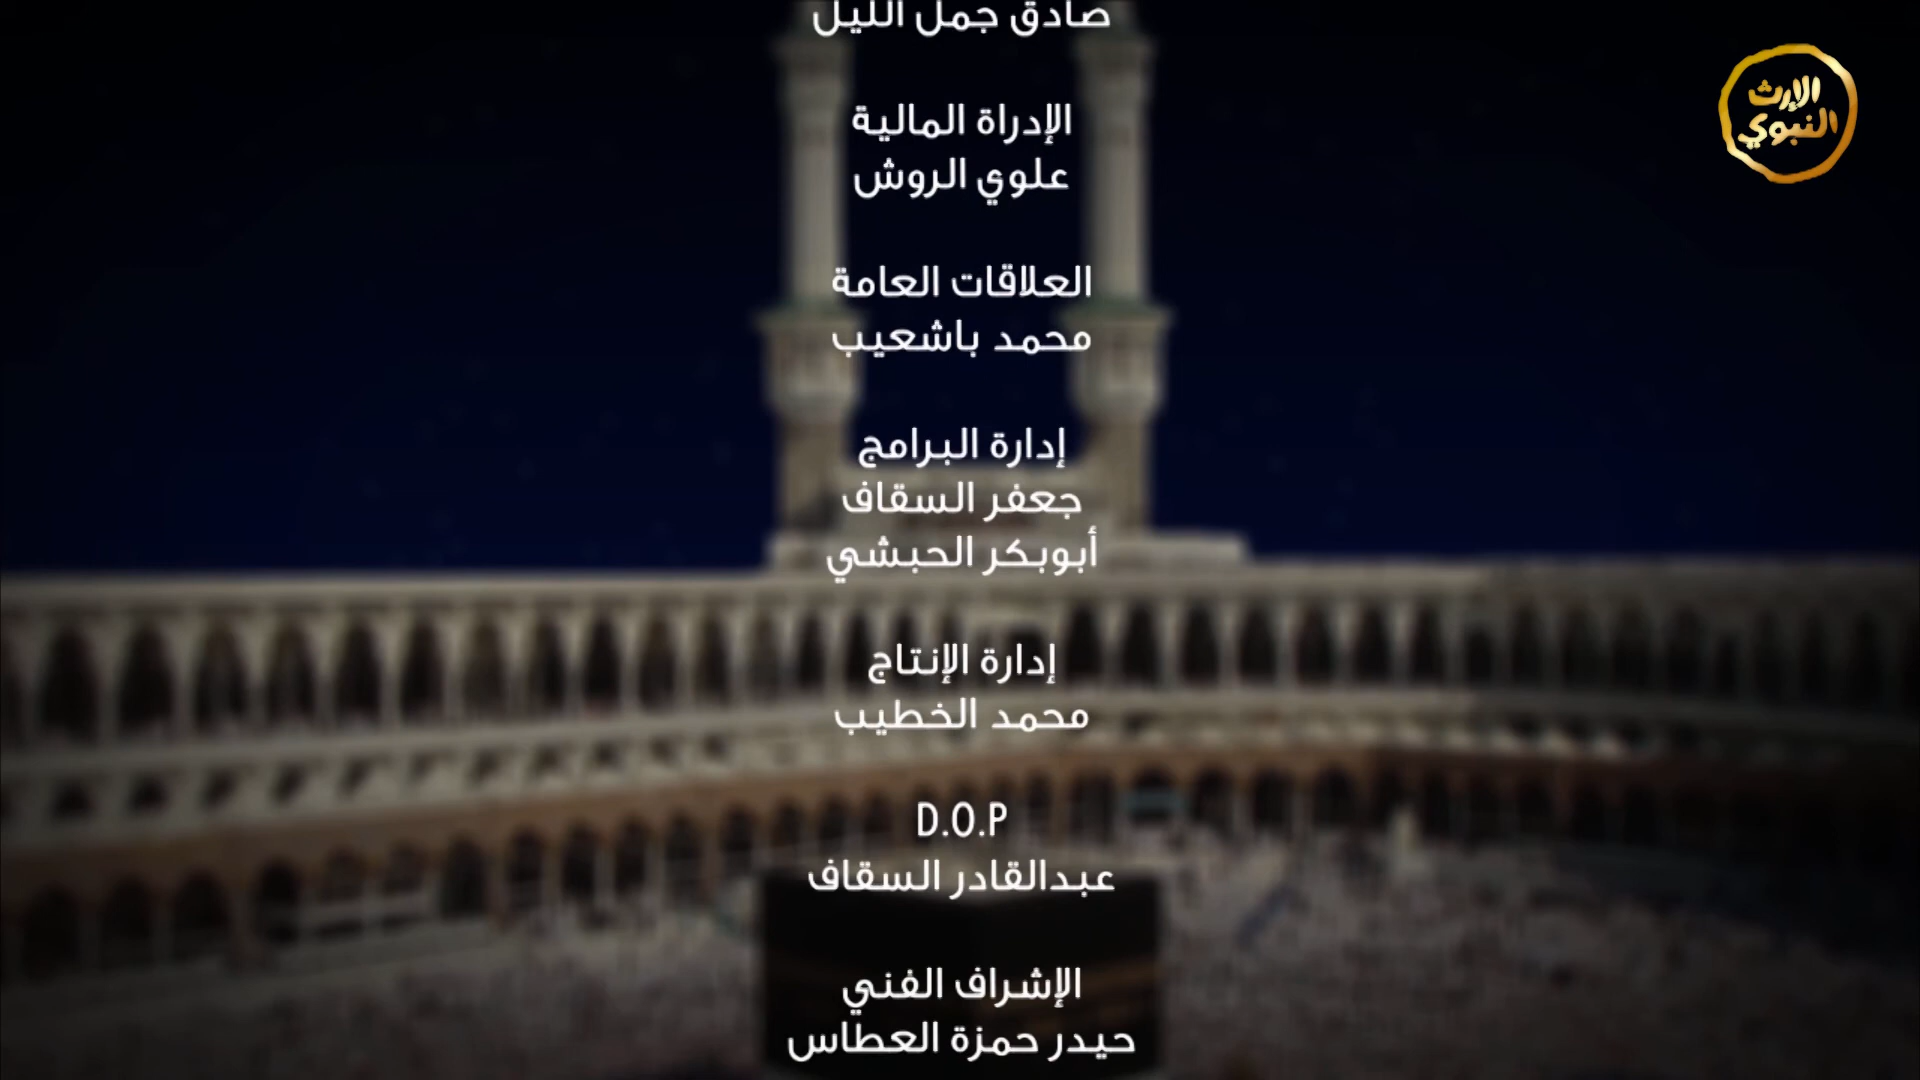 صادق جمل الليل
الإدراة المالية
علوي الروش
العلاقات العامة
محمد باشعيب
إدارة البرامج
جعفر السقاف
أبوبكر الحبشي
إدارة الإنتاج
محمد الخطيب
D.O.P
عبدالقادر السقاف
الإشراف الفني
حيدر حمزة العطاس
الإرث
النبوي